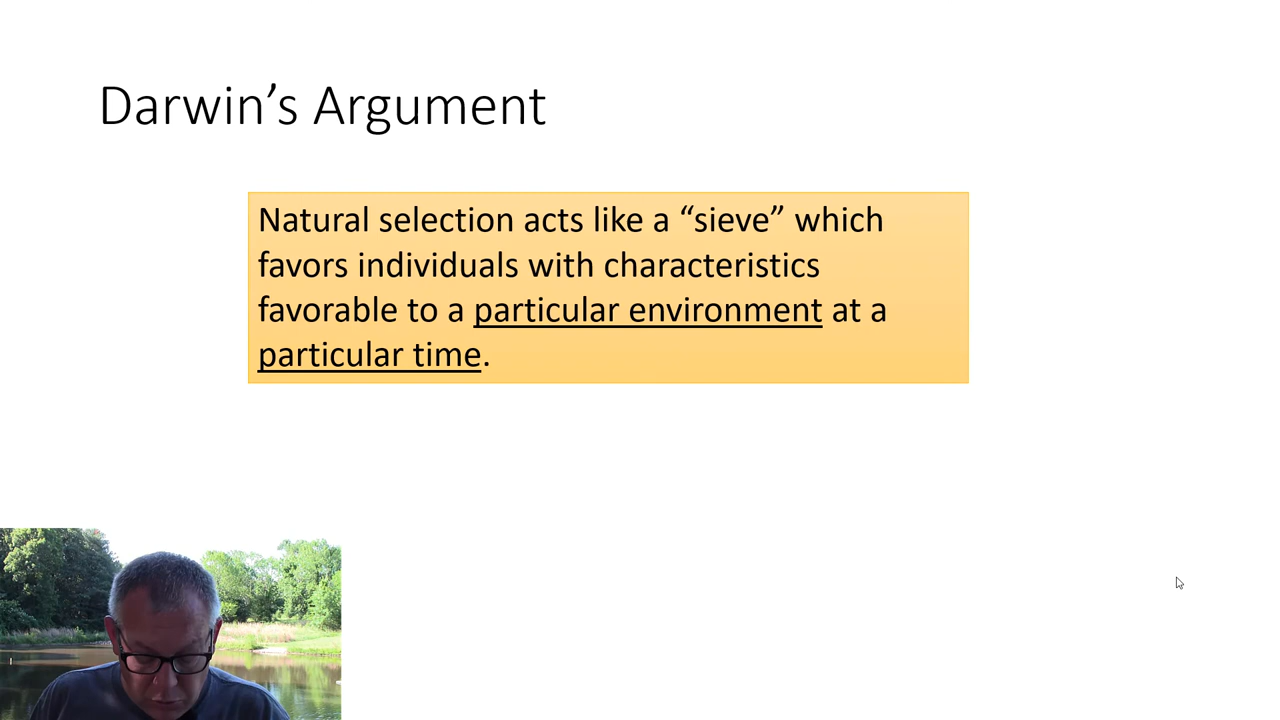 Darwin’s Argument
Natural selection acts like a “sieve” which
favors individuals with characteristics
favorable to a particular environment at a
particular time.